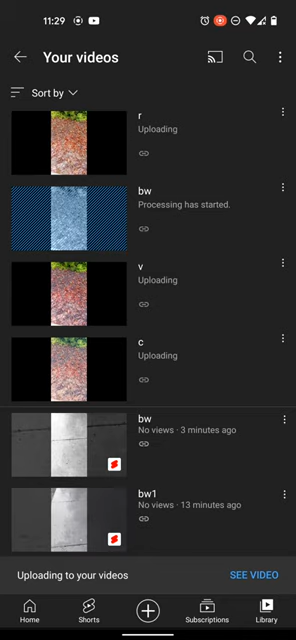 11:29
Your videos
Sort by
r
Uploading
bw
Processing has started.
v
Uploading
c
Uploading
bw
No views · 3 minutes ago
bw1
No views · 13 minutes ago
Uploading to your videos SEE VIDEO
Home Shorts Subscriptions Library